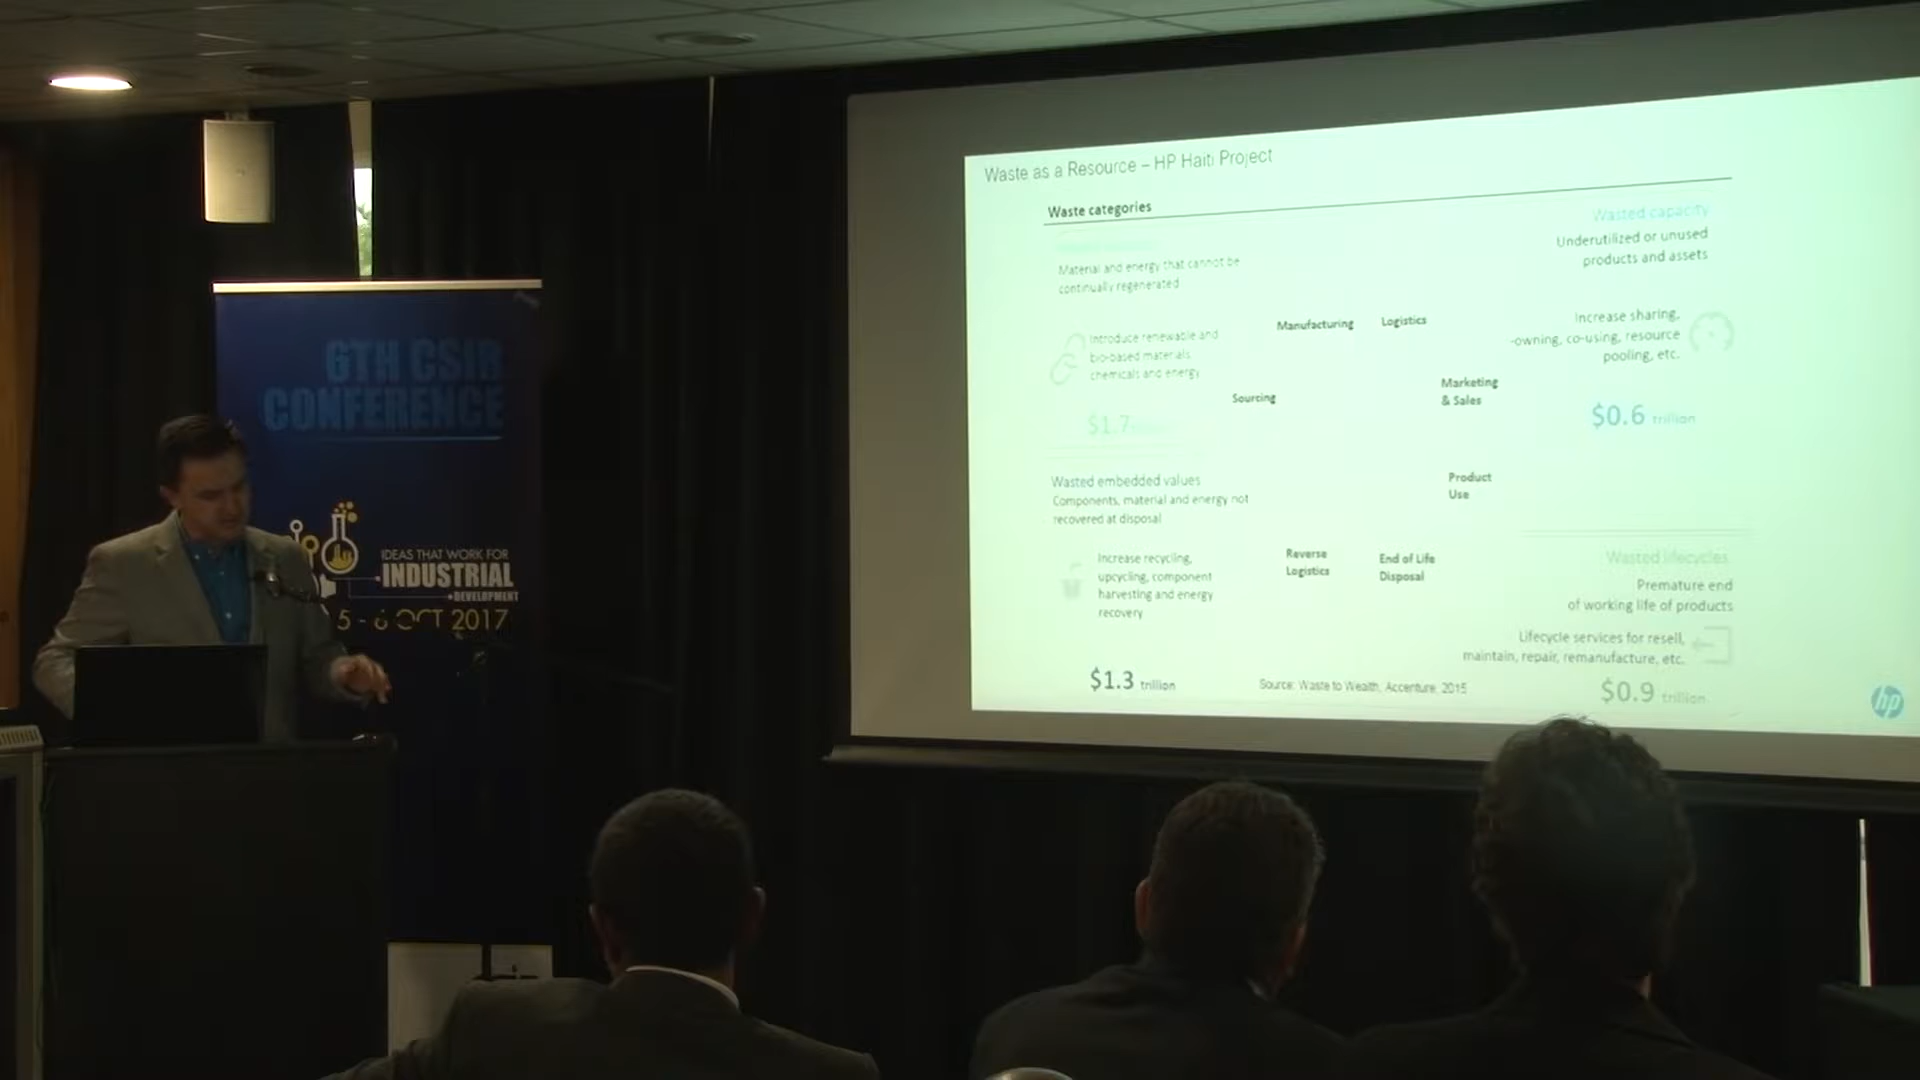 6TH CSIR
CONFERENCE
IDEAS THAT WORK FOR
INDUSTRIAL
DEVELOPMENT
5 - 6 OCT 2017
Waste as a Resource – HP Haiti Project
Waste categories
Material and energy that cannot be
continually regenerated
Introduce renewable and
bio-based materials
chemicals and energy
$1.7
Wasted embedded values
Components, material and energy not
recovered at disposal
Increase recycling,
upcycling, component
harvesting and energy
recovery
$1.3 trillion
Manufacturing
Logistics
Sourcing
Marketing
& Sales
Product
Use
Reverse
Logistics
End of Life
Disposal
Source: Waste to Wealth, Accenture, 2015
Wasted capacity
Underutilized or unused
products and assets
Increase sharing,
-owning, co-using, resource
pooling, etc.
$0.6 trillion
Wasted lifecycles
Premature end
of working life of products
Lifecycle services for resell,
maintain, repair, remanufacture, etc.
$0.9 trillion
hp